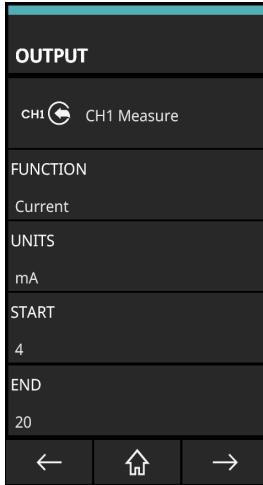 OUTPUT
CH1 CH1 Measure
FUNCTION
Current
UNITS
mA
START
4
END
20